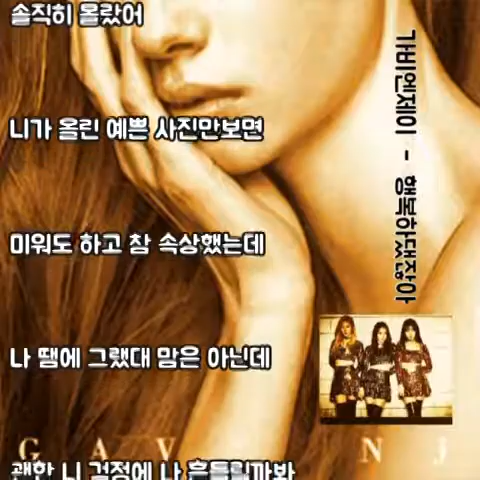 솔직히 몰랐어
니가 올린 예쁜 사진만보면
미워도 하고 참 속상했는데
나 땜에 그랬대 맘은 아닌데
괜한 니 걱정에 나 흔들릴까봐
가비엔제이 - 행복하댔잖아
GAVY NJ